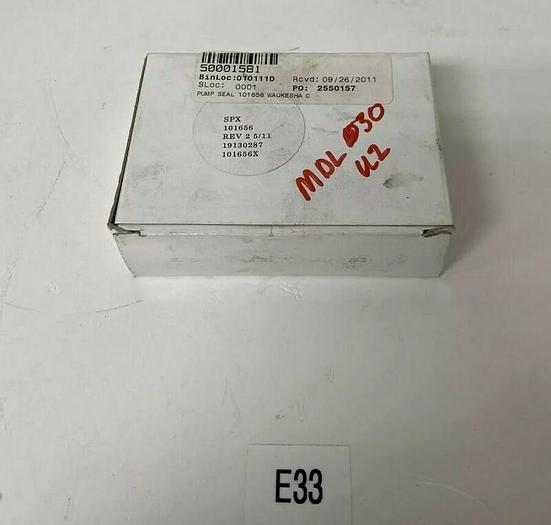 50001581
BinLoc:0T0111D Rcvd: 09/26/2011
SLoc: 0001 PO: 2550157
PUMP SEAL 101656 WAUKESHA C
SPX
101656
REV 2 5/11
19130287
101656X
MDL 030
U2
E33